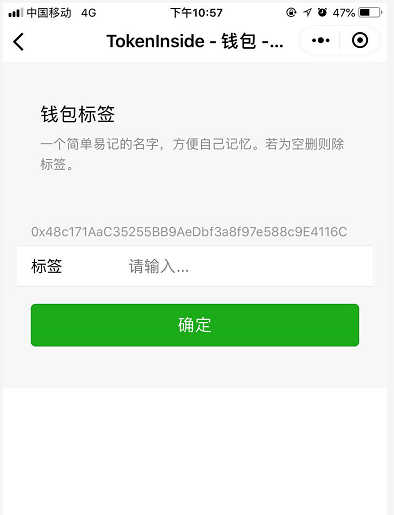 中国移动 4G 下午10:57 47%
TokenInside - 钱包 -...
钱包标签
一个简单易记的名字，方便自己记忆。若为空删则除
标签。
0x48c171AaC35255BB9AeDbf3a8f97e588c9E4116C
标签 请输入...
确定